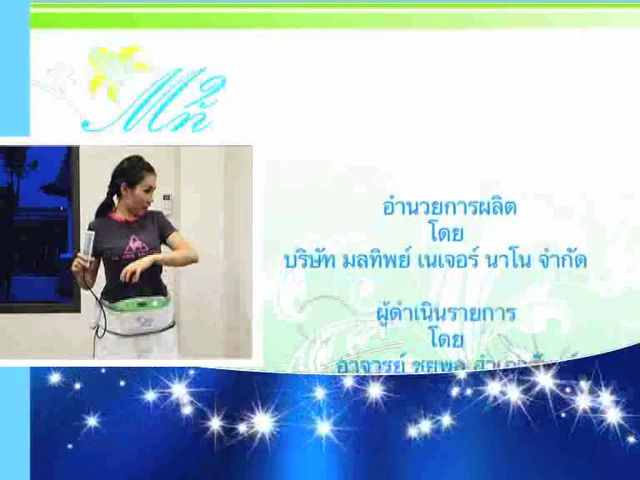 อำนวยการผลิต
โดย
บริษัท มลทิพย์ เนเจอร์ นาโน จำกัด
ผู้ดำเนินรายการ
โดย
อาจารย์